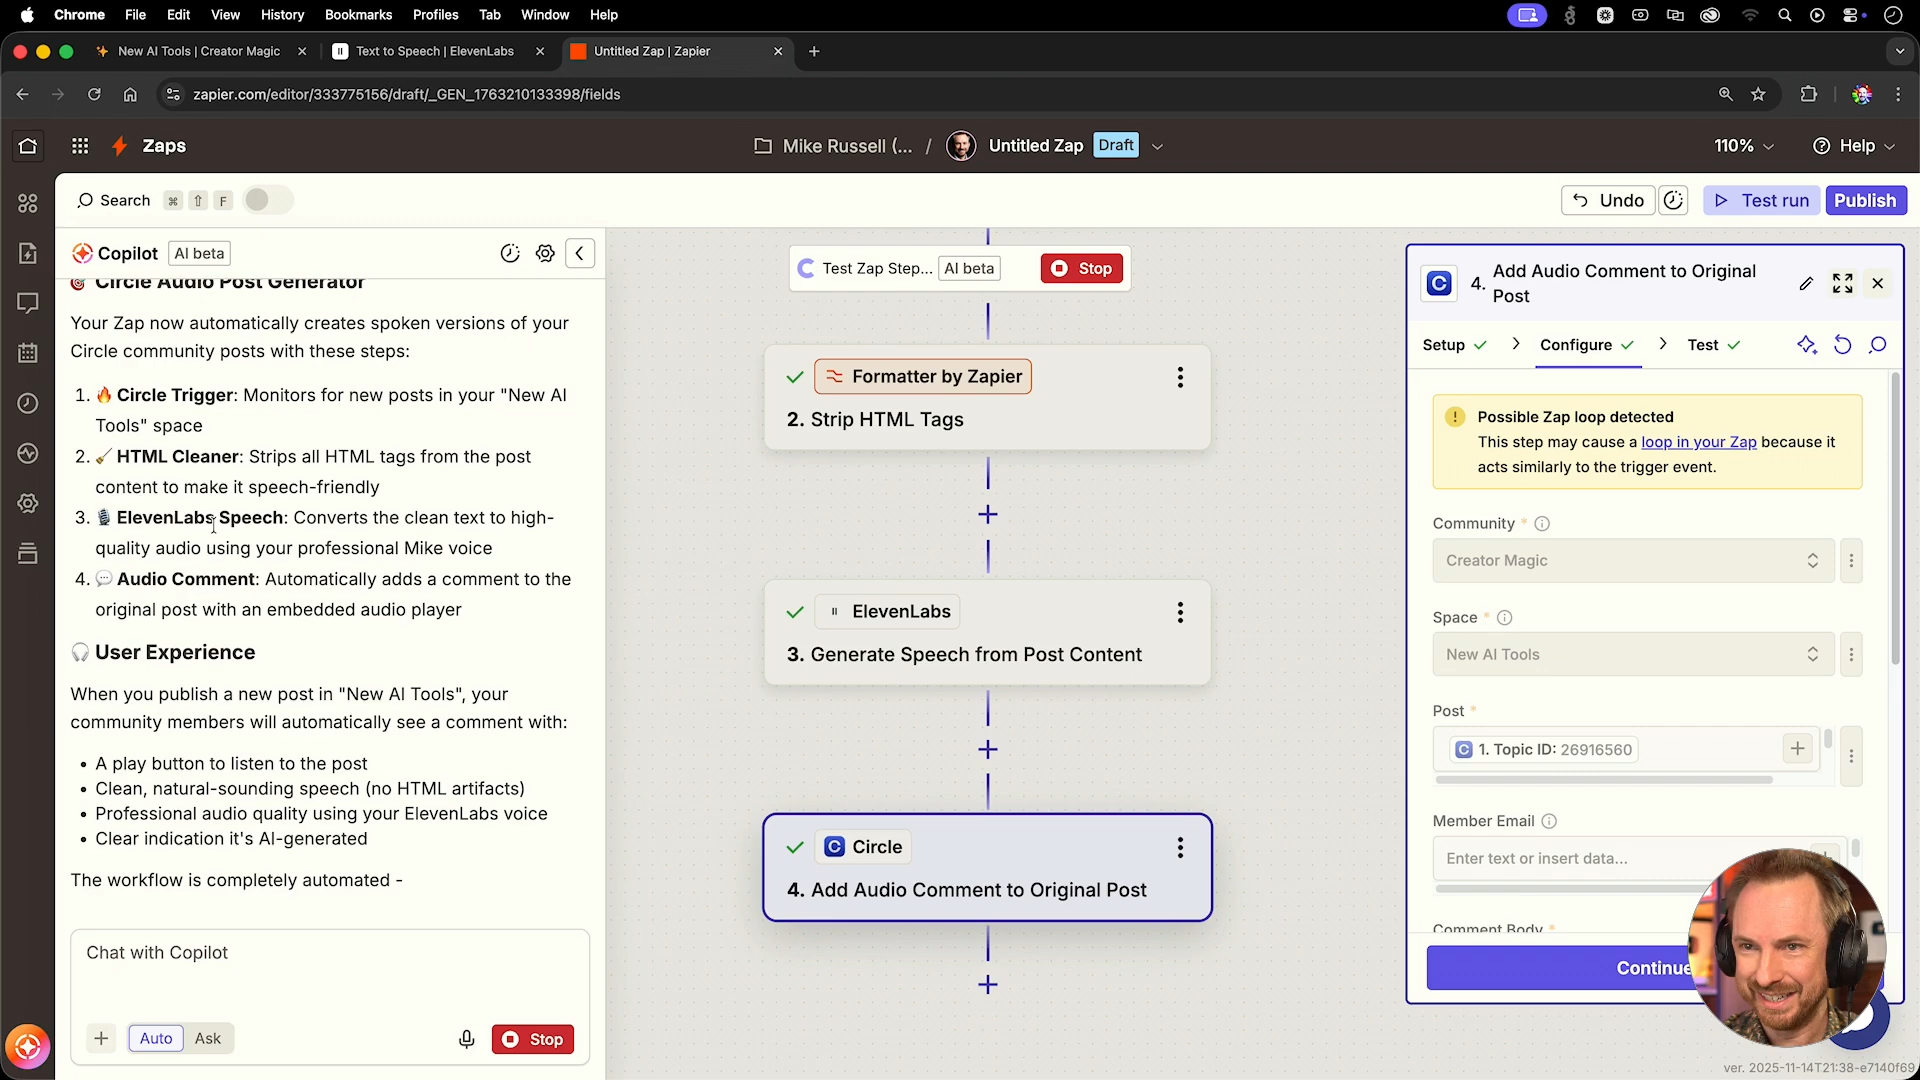 Chrome File Edit View History Bookmarks Profiles Tab Window Help
New AI Tools | Creator Magic
Text to Speech | ElevenLabs
Untitled Zap | Zapier
zapier.com/editor/333775156/draft/_GEN_1763210133398/fields
Zaps
Mike Russell (... / Untitled Zap Draft
110%
Help
Search ⌘ ⇧ F
Undo
Test run
Publish
Copilot AI beta
Circle Audio Post Generator
Your Zap now automatically creates spoken versions of your
Circle community posts with these steps:
1. 🔥 Circle Trigger: Monitors for new posts in your "New AI
Tools" space
2. 🧹 HTML Cleaner: Strips all HTML tags from the post
content to make it speech-friendly
3. 🎙️ ElevenLabs Speech: Converts the clean text to high-
quality audio using your professional Mike voice
4. 💬 Audio Comment: Automatically adds a comment to the
original post with an embedded audio player
🎧 User Experience
When you publish a new post in "New AI Tools", your
community members will automatically see a comment with:
• A play button to listen to the post
• Clean, natural-sounding speech (no HTML artifacts)
• Professional audio quality using your ElevenLabs voice
• Clear indication it's AI-generated
The workflow is completely automated -
Chat with Copilot
Auto Ask
Stop
Test Zap Step... AI beta
Stop
Formatter by Zapier
2. Strip HTML Tags
ElevenLabs
3. Generate Speech from Post Content
Circle
4. Add Audio Comment to Original Post
4. Add Audio Comment to Original
Post
Setup
Configure
Test
Possible Zap loop detected
This step may cause a loop in your Zap because it
acts similarly to the trigger event.
Community *
Creator Magic
Space *
New AI Tools
Post *
1. Topic ID: 26916560
Member Email
Enter text or insert data...
Comment Body *
Continue
ver. 2025-11-14T21:38-e7140f69